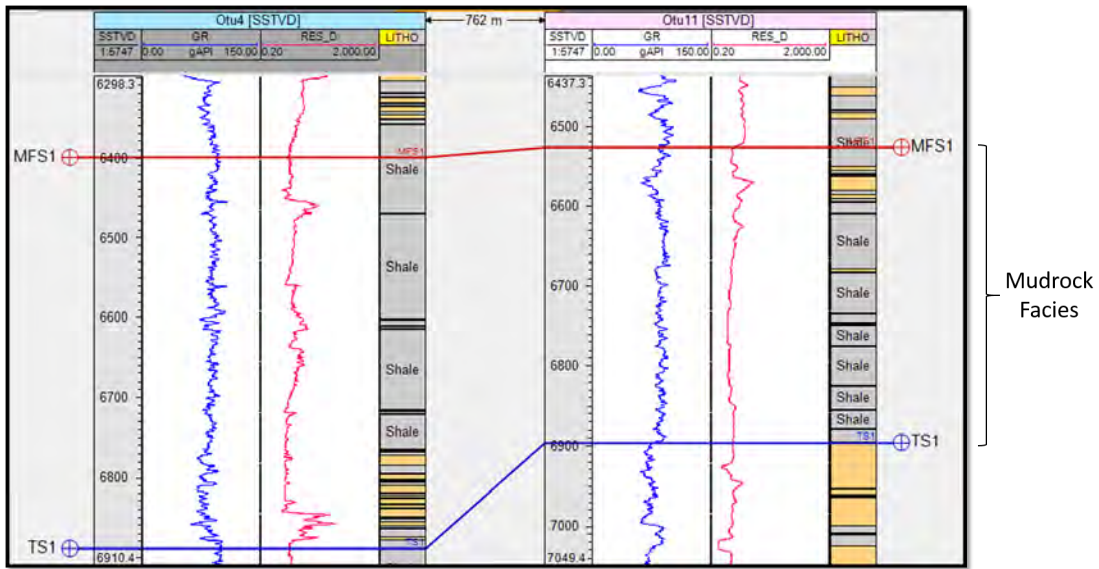 Otu4 [SSTVD]
762 m
Otu11 [SSTVD]
SSTVD GR RES_D LITHO
1:5747 0.00 gAPI 150.00 0.20 2,000.00
SSTVD GR RES_D LITHO
1:5747 0.00 gAPI 150.00 0.20 2,000.00
6298.3
6400
6500
6600
6700
6800
6910.4
MFS1
TS1
MFS1
Shale
Shale
Shale
Shale
TS1
6437.3
6500
6600
6700
6800
6900
7000
7049.4
MFS1
Shale
Shale
Shale
Shale
Shale
Shale
TS1
MFS1
TS1
Mudrock
Facies